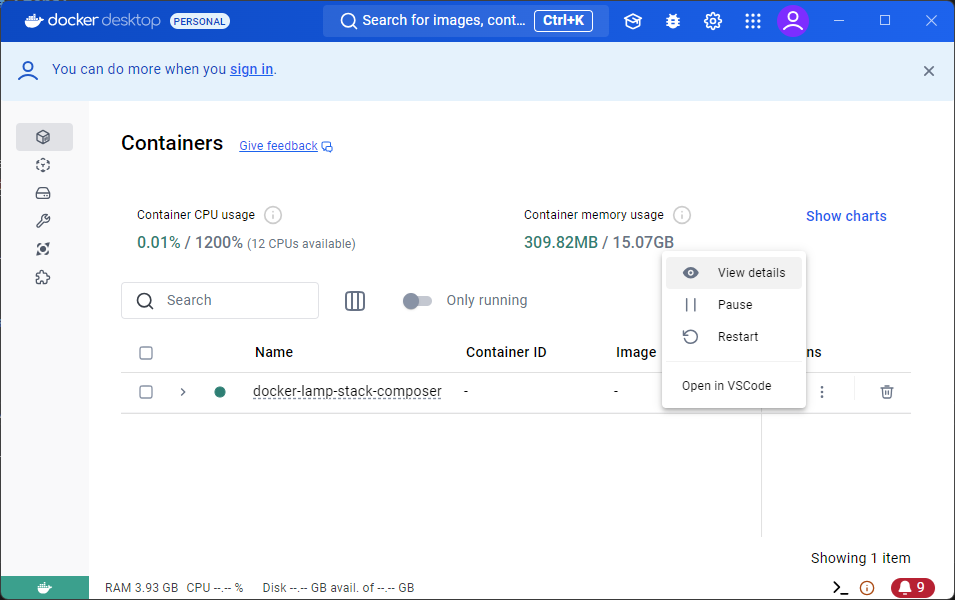 docker desktop PERSONAL Search for images, cont... Ctrl+K
You can do more when you sign in.
Containers Give feedback
Container CPU usage Container memory usage Show charts
0.01% / 1200% (12 CPUs available) 309.82MB / 15.07GB
View details
Search Only running Pause
Restart
Name Container ID Image ns
Open in VSCode
docker-lamp-stack-composer - -
Showing 1 item
RAM 3.93 GB CPU --.-- % Disk --.-- GB avail. of --.-- GB 9